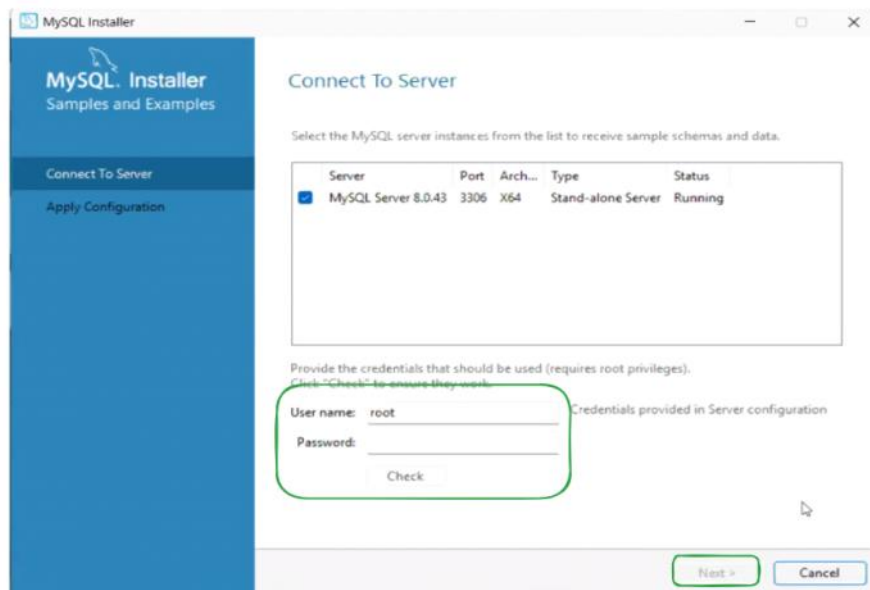 MySQL Installer
MySQL. Installer
Samples and Examples
Connect To Server
Apply Configuration
Connect To Server
Select the MySQL server instances from the list to receive sample schemas and data.
Server Port Arch... Type Status
MySQL Server 8.0.43 3306 X64 Stand-alone Server Running
Provide the credentials that should be used (requires root privileges).
Click "Check" to ensure they work.
User name: root Credentials provided in Server configuration
Password:
Check
Next > Cancel